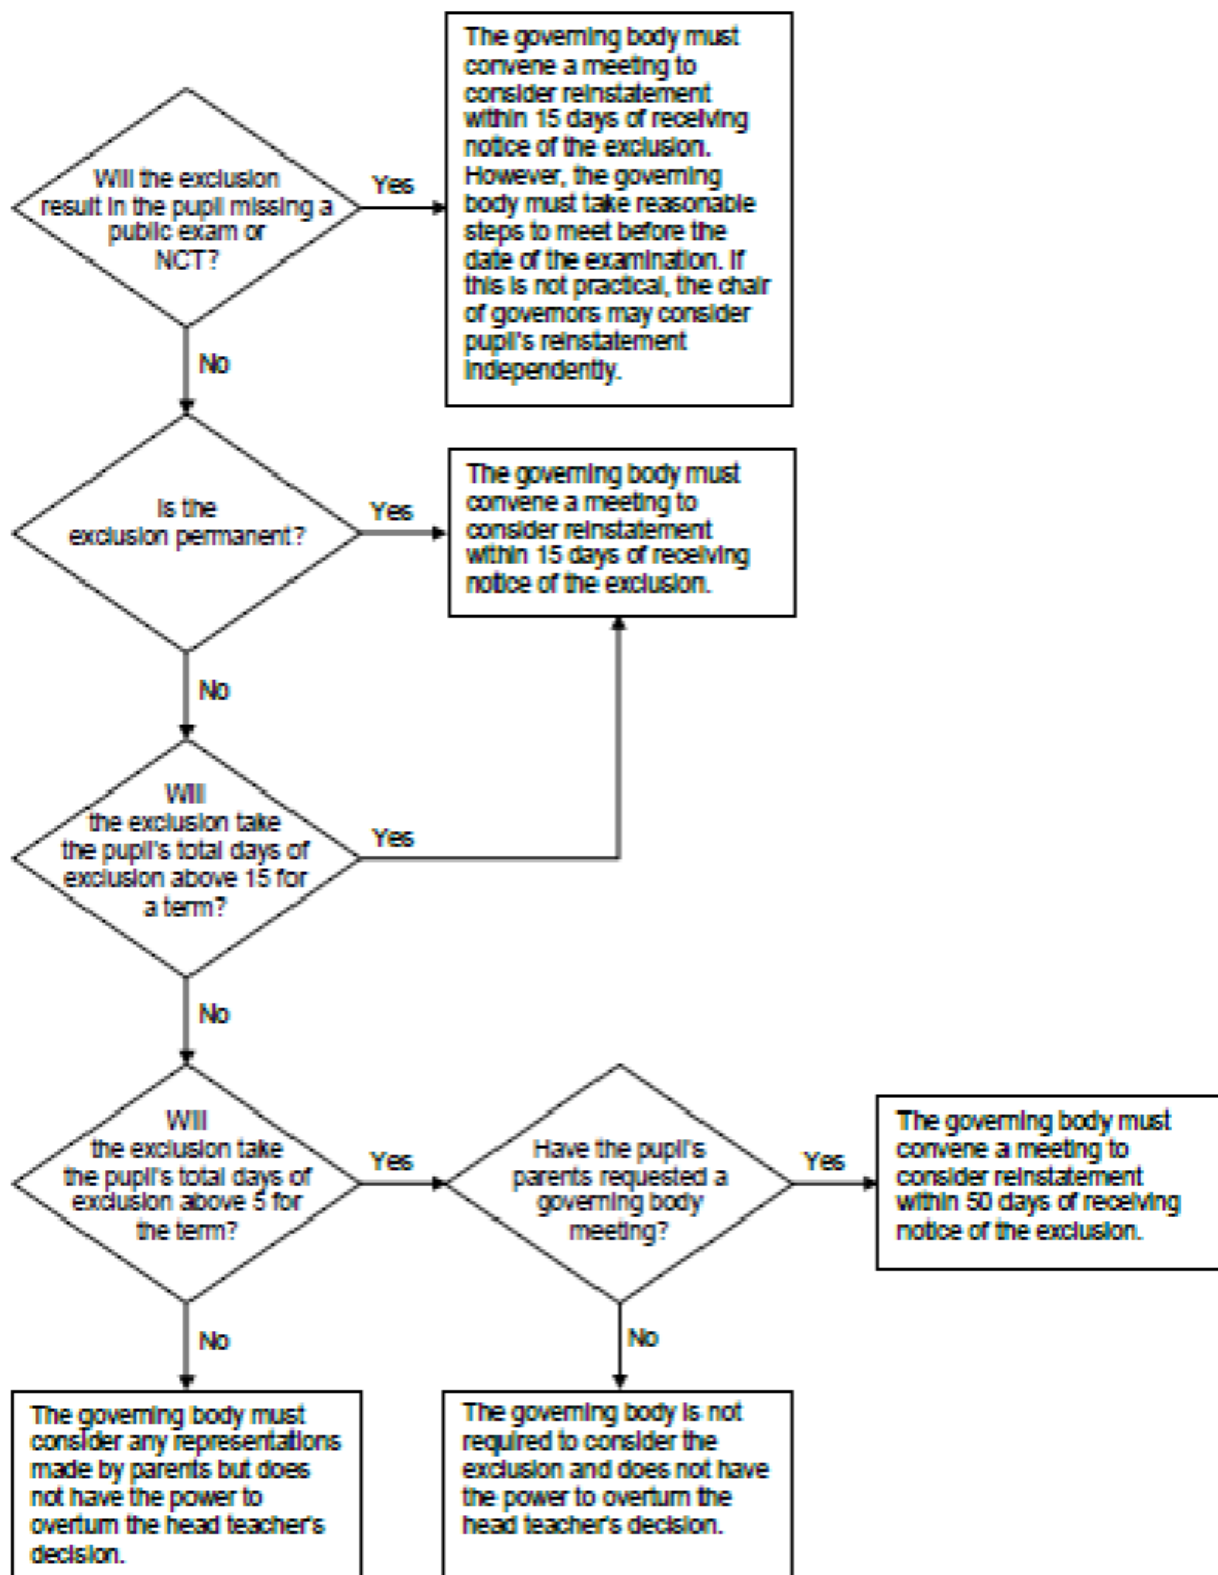 The governing body must
convene a meeting to
consider reinstatement
within 15 days of receiving
notice of the exclusion.
However, the governing
body must take reasonable
steps to meet before the
date of the examination. If
this is not practical, the chair
of governors may consider
pupil's reinstatement
independently.
Will the exclusion
result in the pupil missing a
public exam or
NCT?
Yes
No
Is the
exclusion permanent?
Yes
The governing body must
convene a meeting to
consider reinstatement
within 15 days of receiving
notice of the exclusion.
No
Will
the exclusion take
the pupil's total days of
exclusion above 15 for
a term?
Yes
No
Will
the exclusion take
the pupil's total days of
exclusion above 5 for
the term?
Yes
Have the pupil's
parents requested a
governing body
meeting?
Yes
The governing body must
convene a meeting to
consider reinstatement
within 50 days of receiving
notice of the exclusion.
No
No
The governing body must
consider any representations
made by parents but does
not have the power to
overturn the head teacher's
decision.
The governing body is not
required to consider the
exclusion and does not have
the power to overturn the
head teacher's decision.